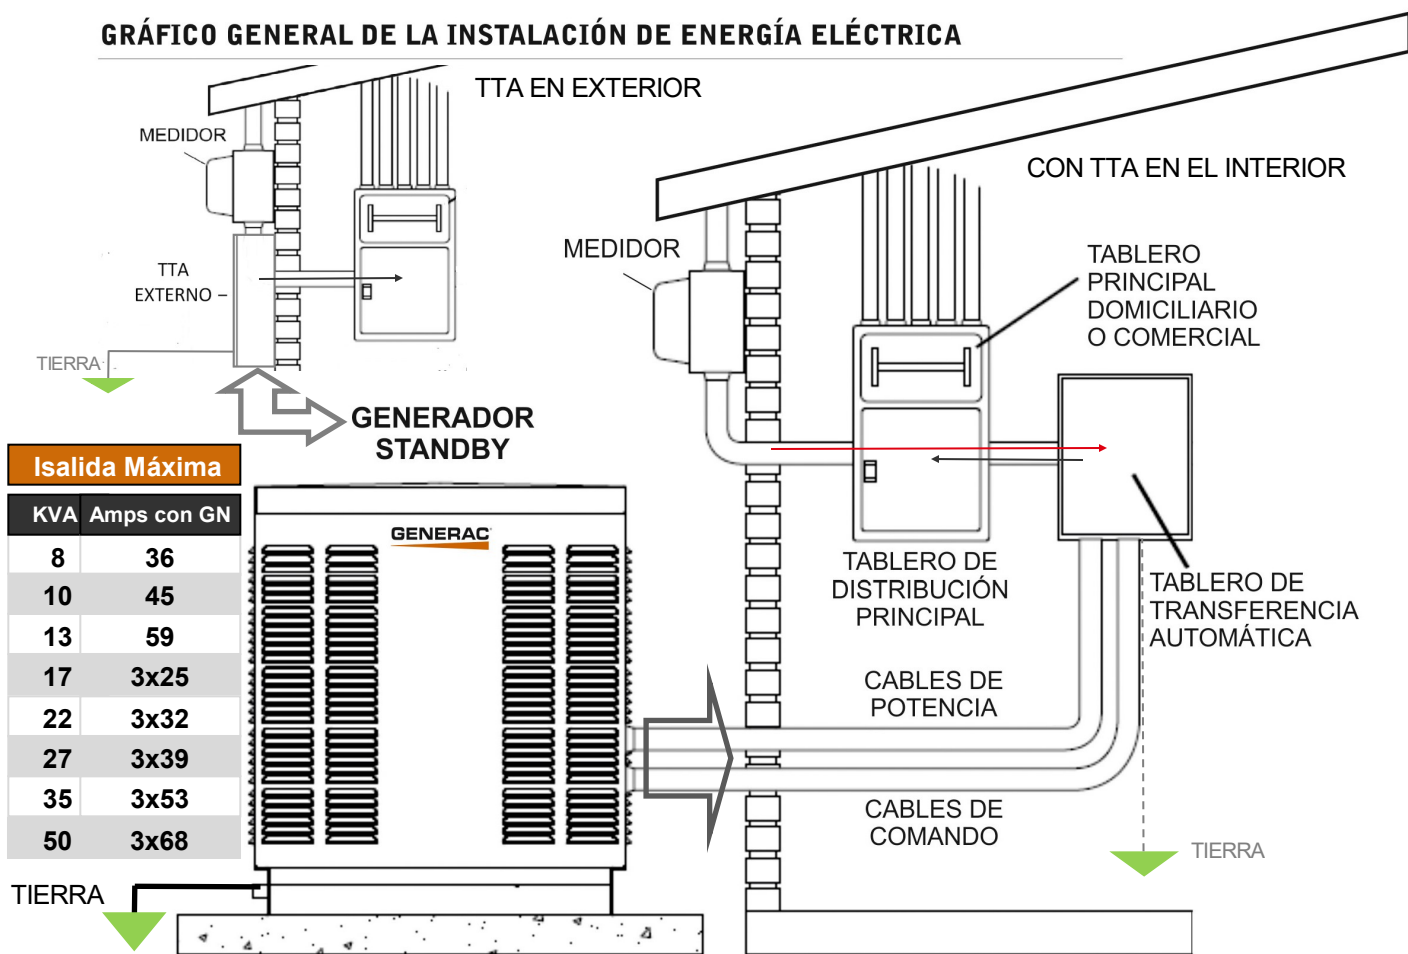 GRÁFICO GENERAL DE LA INSTALACIÓN DE ENERGÍA ELÉCTRICA
TTA EN EXTERIOR
MEDIDOR
TTA
EXTERNO
TIERRA
CON TTA EN EL INTERIOR
MEDIDOR
TABLERO
PRINCIPAL
DOMICILIARIO
O COMERCIAL
GENERADOR
STANDBY
Isalida Máxima
KVA Amps con GN
8 36
10 45
13 59
17 3x25
22 3x32
27 3x39
35 3x53
50 3x68
GENERAC
TABLERO DE
DISTRIBUCIÓN
PRINCIPAL
TABLERO DE
TRANSFERENCIA
AUTOMÁTICA
CABLES DE
POTENCIA
CABLES DE
COMANDO
TIERRA
TIERRA